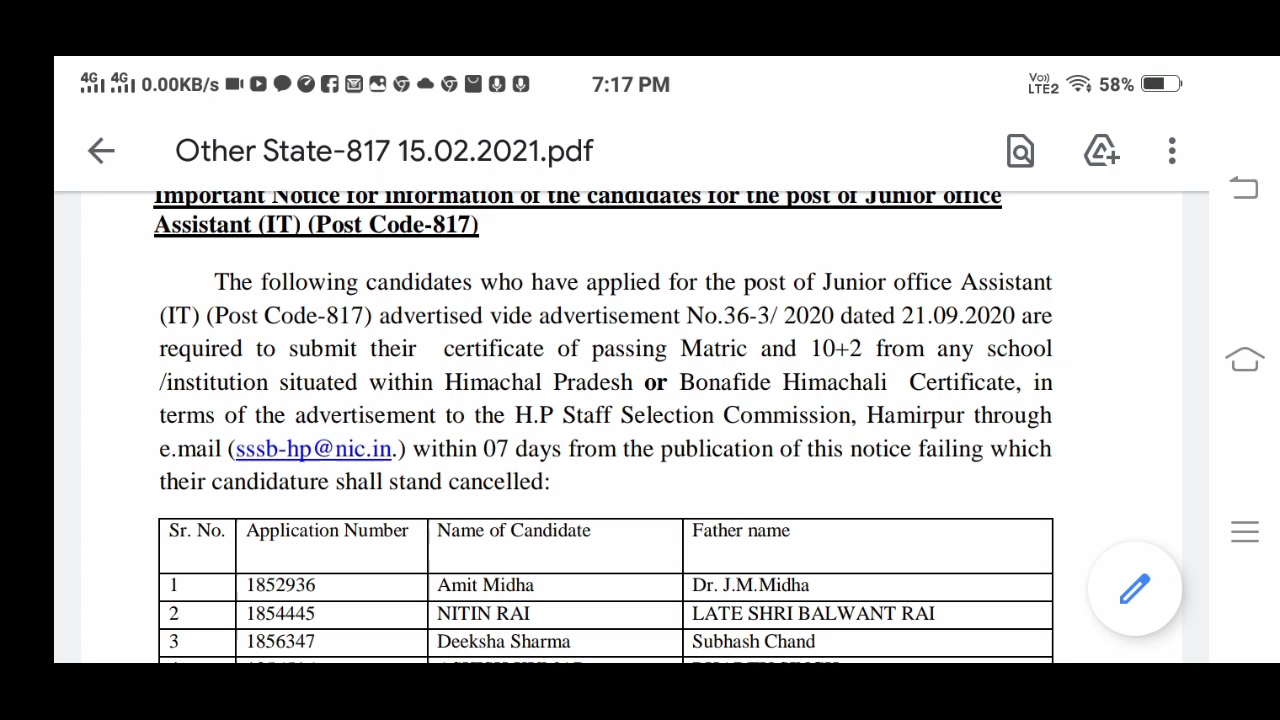 4G 4G 0.00KB/s 7:17 PM Vo) LTE2 58%
Other State-817 15.02.2021.pdf
Important Notice for information of the candidates for the post of Junior office
Assistant (IT) (Post Code-817)
The following candidates who have applied for the post of Junior office Assistant
(IT) (Post Code-817) advertised vide advertisement No.36-3/ 2020 dated 21.09.2020 are
required to submit their certificate of passing Matric and 10+2 from any school
/institution situated within Himachal Pradesh or Bonafide Himachali Certificate, in
terms of the advertisement to the H.P Staff Selection Commission, Hamirpur through
e.mail (sssb-hp@nic.in.) within 07 days from the publication of this notice failing which
their candidature shall stand cancelled:
Sr. No. Application Number Name of Candidate Father name
1 1852936 Amit Midha Dr. J.M.Midha
2 1854445 NITIN RAI LATE SHRI BALWANT RAI
3 1856347 Deeksha Sharma Subhash Chand